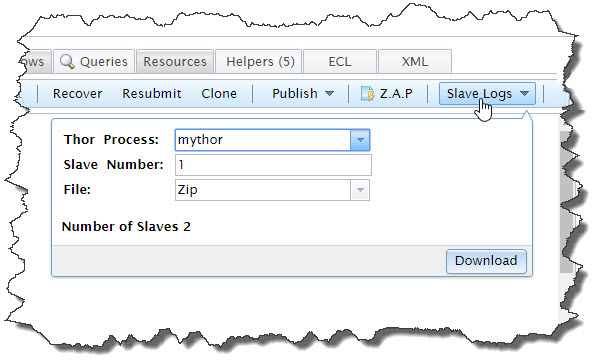 ows Queries Resources Helpers (5) ECL XML
Recover Resubmit Clone Publish Z.A.P Slave Logs
Thor Process: mythor
Slave Number: 1
File: Zip
Number of Slaves 2
Download